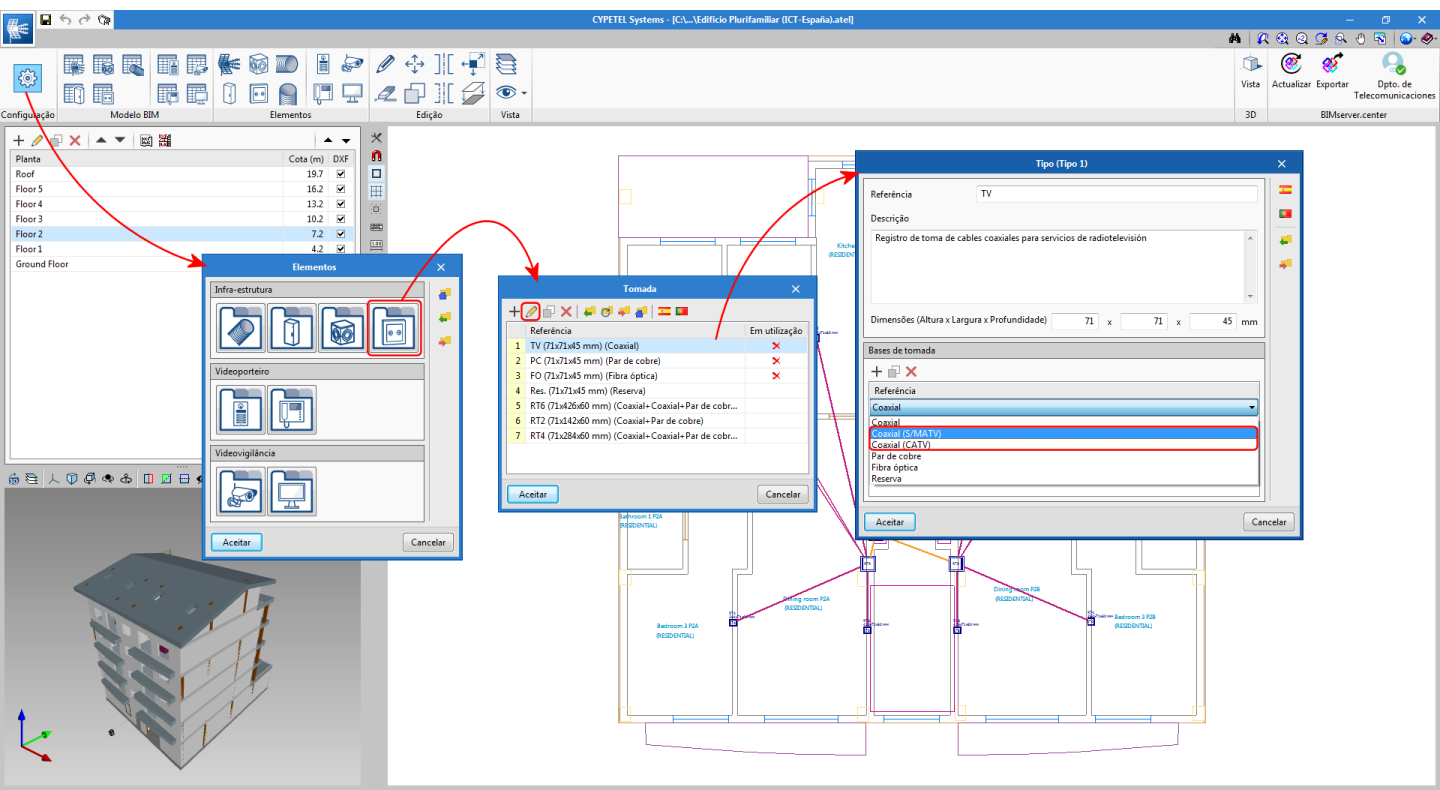 CYPETEL Systems - [C:\...\Edificio Plurifamiliar (ICT-España).atel]
Configuração
Modelo BIM
Elementos
Edição
Vista
Vista
Actualizar
Exportar
Dpto. de
Telecomunicaciones
3D
BIMserver.center
Planta Cota (m) DXF
Roof 19.7
Floor 5 16.2
Floor 4 13.2
Floor 3 10.2
Floor 2 7.2
Floor 1 4.2
Ground Floor
Elementos
Infra-estrutura
Videoporteiro
Videovigilância
Aceitar
Cancelar
Tomada
Referência Em utilização
1 TV (71x71x45 mm) (Coaxial)
2 PC (71x71x45 mm) (Par de cobre)
3 FO (71x71x45 mm) (Fibra óptica)
4 Res. (71x71x45 mm) (Reserva)
5 RT6 (71x426x60 mm) (Coaxial+Coaxial+Par de cobr...
6 RT2 (71x142x60 mm) (Coaxial+Par de cobre)
7 RT4 (71x284x60 mm) (Coaxial+Coaxial+Par de cobr...
Aceitar
Cancelar
Tipo (Tipo 1)
Referência TV
Descrição
Registro de toma de cables coaxiales para servicios de radiotelevisión
Dimensões (Altura x Largura x Profundidade) 71 x 71 x 45 mm
Bases de tomada
Referência
Coaxial
Coaxial
Coaxial (S/MATV)
Coaxial (CATV)
Par de cobre
Fibra óptica
Reserva
Aceitar
Cancelar
Bathroom 1 P2A
(RESIDENTIAL)
Dining room P2A
(RESIDENTIAL)
Dining room P2B
(RESIDENTIAL)
Bedroom 3 P2A
(RESIDENTIAL)
Bedroom 3 P2B
(RESIDENTIAL)